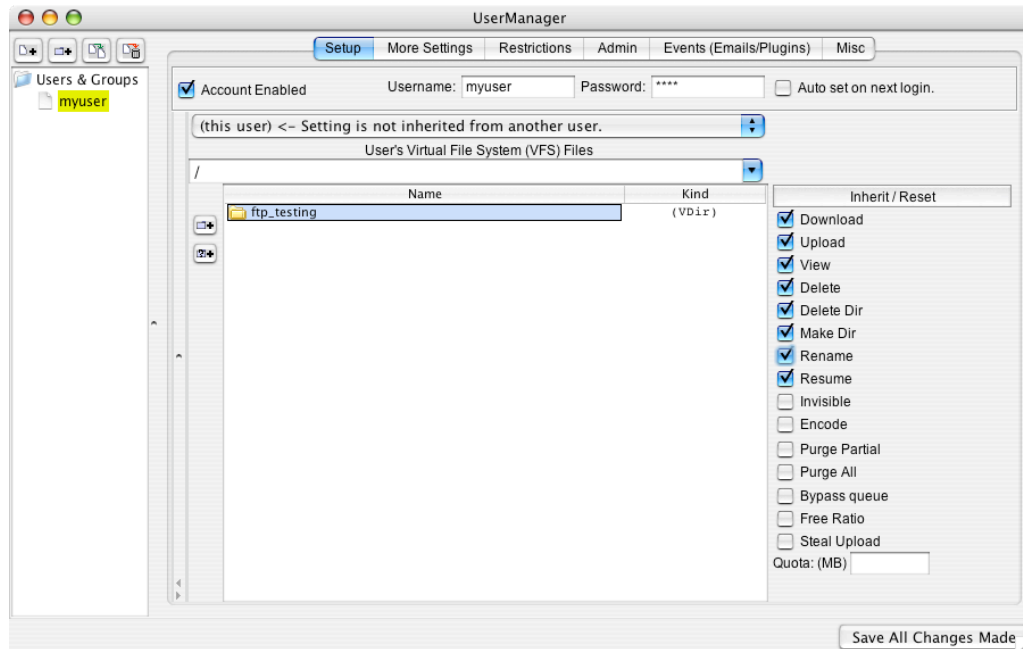 UserManager
Setup More Settings Restrictions Admin Events (Emails/Plugins) Misc
Users & Groups
myuser
Account Enabled Username: myuser Password: **** Auto set on next login.
(this user) <- Setting is not inherited from another user.
User's Virtual File System (VFS) Files
/
Name Kind
ftp_testing (VDir)
Inherit / Reset
Download
Upload
View
Delete
Delete Dir
Make Dir
Rename
Resume
Invisible
Encode
Purge Partial
Purge All
Bypass queue
Free Ratio
Steal Upload
Quota: (MB)
Save All Changes Made